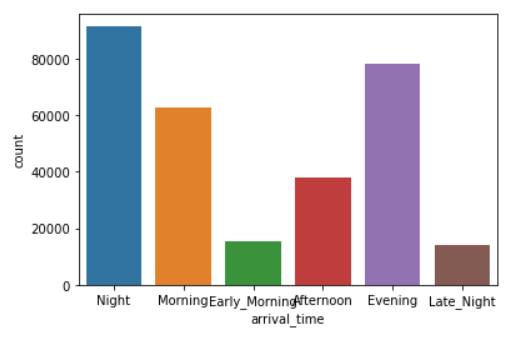 80000
60000
40000
20000
0
count
Night Morning Early_Morning Afternoon Evening Late_Night
arrival_time